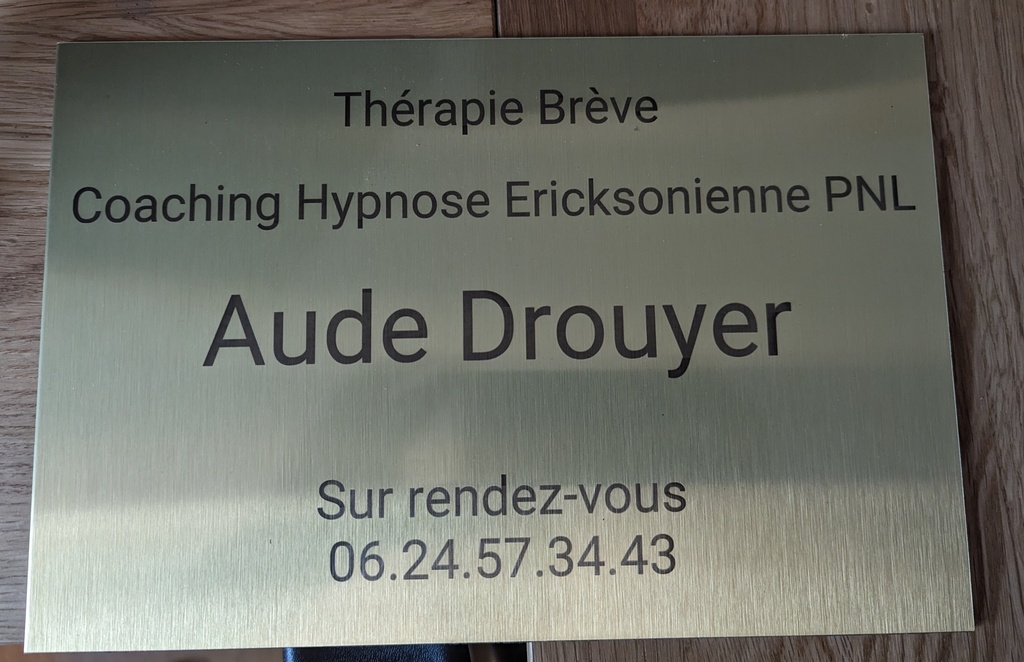 Thérapie Brève
Coaching Hypnose Ericksonienne PNL
Aude Drouyer
Sur rendez-vous
06.24.57.34.43